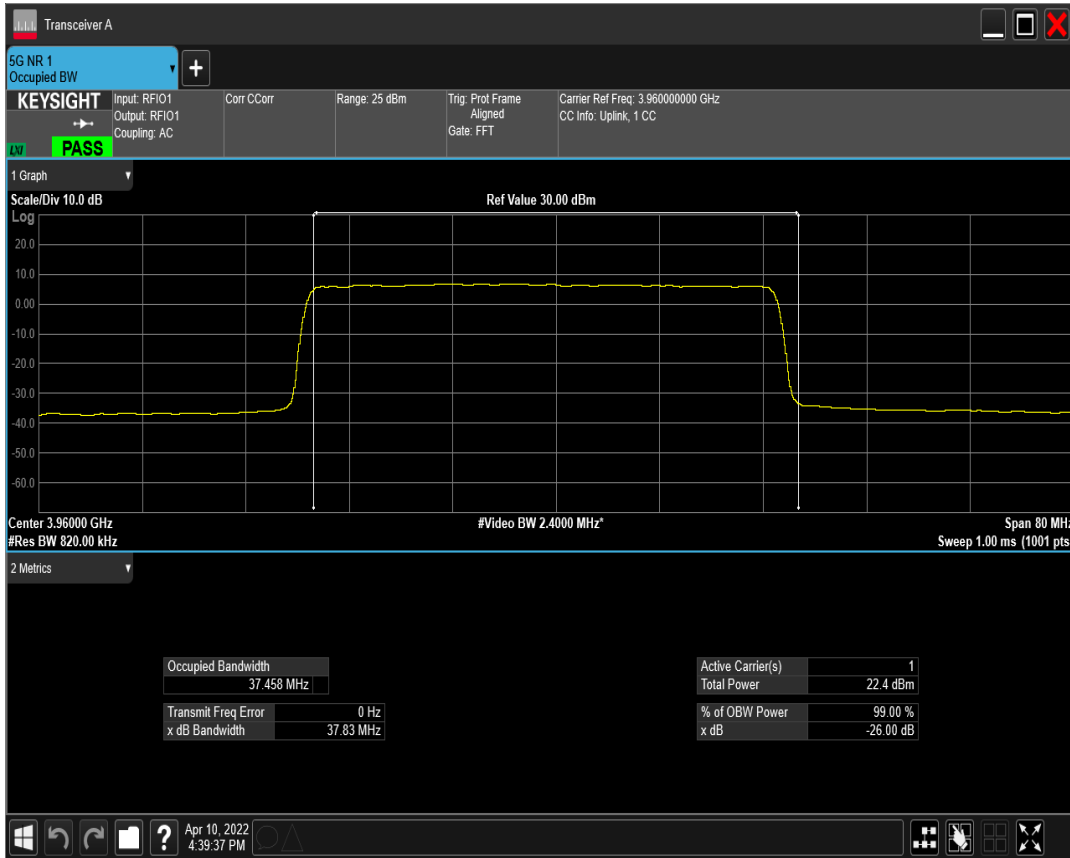 Transceiver A
5G NR 1
Occupied BW
KEYSIGHT
LXI
PASS
Input: RFIO1
Output: RFIO1
Coupling: AC
Corr CCorr
Range: 25 dBm
Trig: Prot Frame
Aligned
Gate: FFT
Carrier Ref Freq: 3.960000000 GHz
CC Info: Uplink, 1 CC
1 Graph
Scale/Div 10.0 dB
Ref Value 30.00 dBm
Log
20.0
10.0
0.00
-10.0
-20.0
-30.0
-40.0
-50.0
-60.0
Center 3.96000 GHz
#Video BW 2.4000 MHz*
Span 80 MHz
#Res BW 820.00 kHz
Sweep 1.00 ms (1001 pts
2 Metrics
Occupied Bandwidth
37.458 MHz
Transmit Freq Error 0 Hz
x dB Bandwidth 37.83 MHz
Active Carrier(s) 1
Total Power 22.4 dBm
% of OBW Power 99.00 %
x dB -26.00 dB
?
Apr 10, 2022
4:39:37 PM